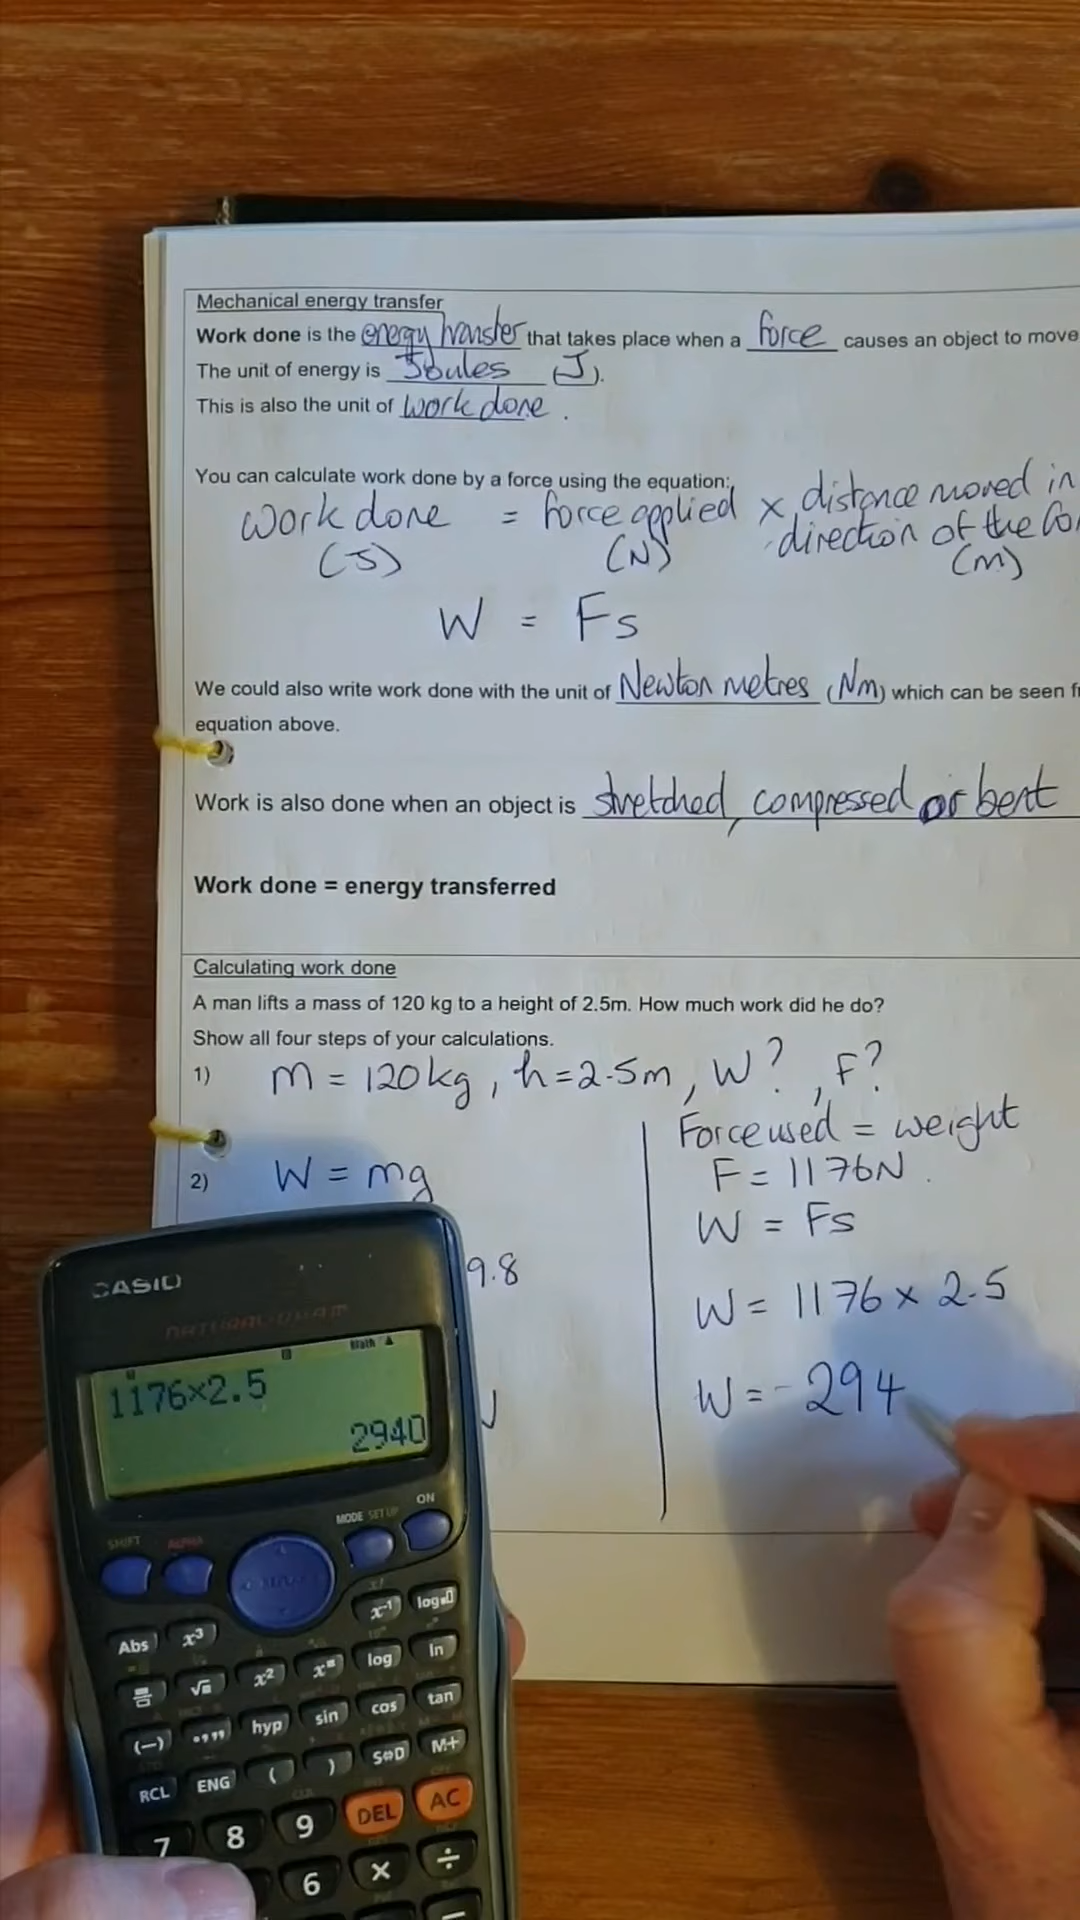 Mechanical energy transfer
Work done is the energy transfer that takes place when a force causes an object to move
The unit of energy is Joules (J).
This is also the unit of work done.
You can calculate work done by a force using the equation:
work done = force applied × distance moved in
direction of the
(J) (N) (m)
W = Fs
We could also write work done with the unit of Newton metres (Nm) which can be seen
equation above.
Work is also done when an object is stretched, compressed or bent
Work done = energy transferred
Calculating work done
A man lifts a mass of 120 kg to a height of 2.5m. How much work did he do?
Show all four steps of your calculations.
1) m = 120kg, h = 2.5m, W?, F?
Force used = weight
F = 1176N.
2) W = mg
W = Fs
9.8
W = 1176 × 2.5
W = 294
CASIO
NATURAL-V.P.A.M.
Math ▲
1176×2.5
2940
SHIFT ALPHA MODE SET UP ON
Abs x³ x⁻¹ log
√ x² log ln
(−) hyp sin cos tan
RCL ENG ( ) S⇔D M+
7 8 9 DEL AC
6 × ÷
−